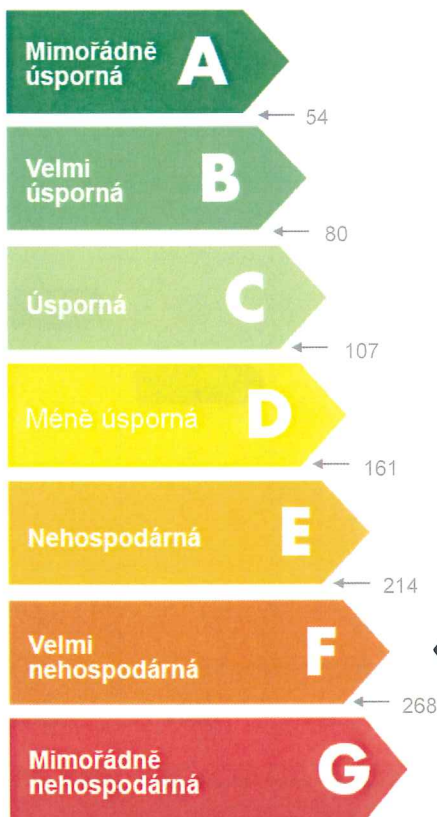 Mimořádně
úsporná
A
54
Velmi
úsporná
B
80
Úsporná
C
107
Méně úsporná
D
161
Nehospodárná
E
214
Velmi
nehospodárná
F
268
Mimořádně
nehospodárná
G